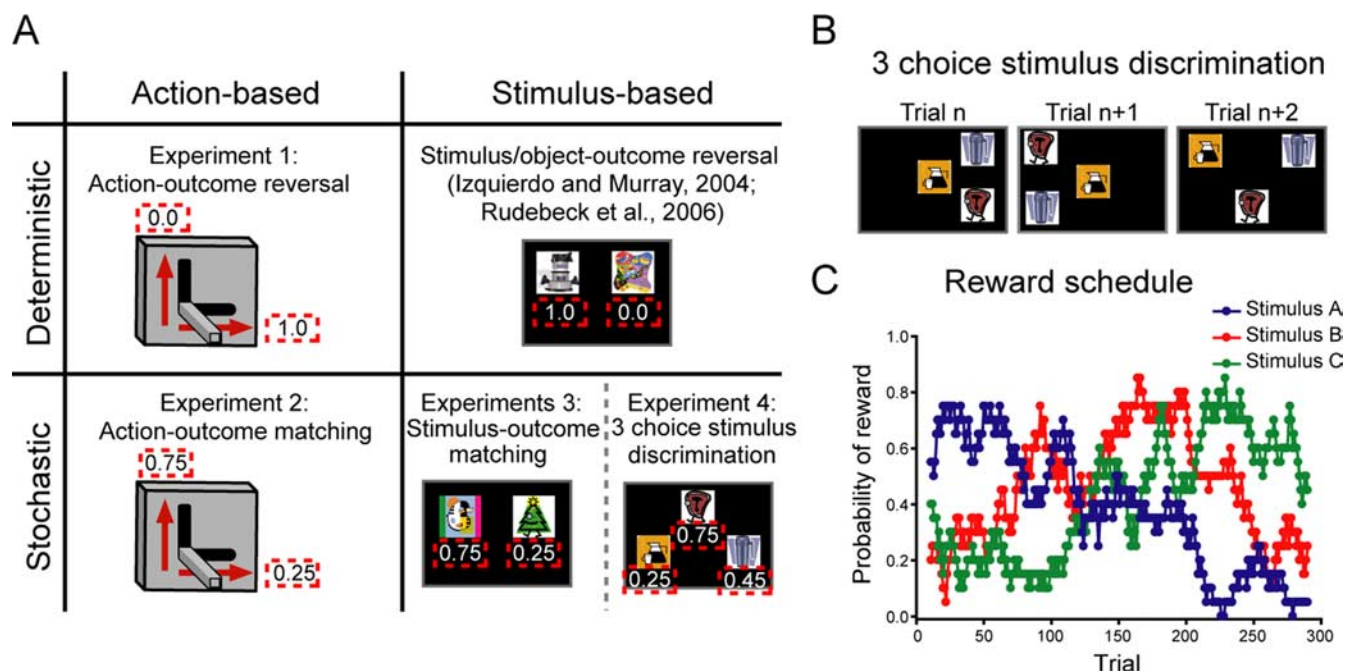 A
Action-based
Stimulus-based
Deterministic
Experiment 1:
Action-outcome reversal
0.0
1.0
Stimulus/object-outcome reversal
(Izquierdo and Murray, 2004;
Rudebeck et al., 2006)
1.0
0.0
Stochastic
Experiment 2:
Action-outcome matching
0.75
0.25
Experiments 3:
Stimulus-outcome
matching
0.75
0.25
Experiment 4:
3 choice stimulus
discrimination
0.75
0.25
0.45
B
3 choice stimulus discrimination
Trial n
Trial n+1
Trial n+2
C
Reward schedule
Stimulus A
Stimulus B
Stimulus C
Probability of reward
1.0
0.8
0.6
0.4
0.2
0.0
0
50
100
150
200
250
300
Trial